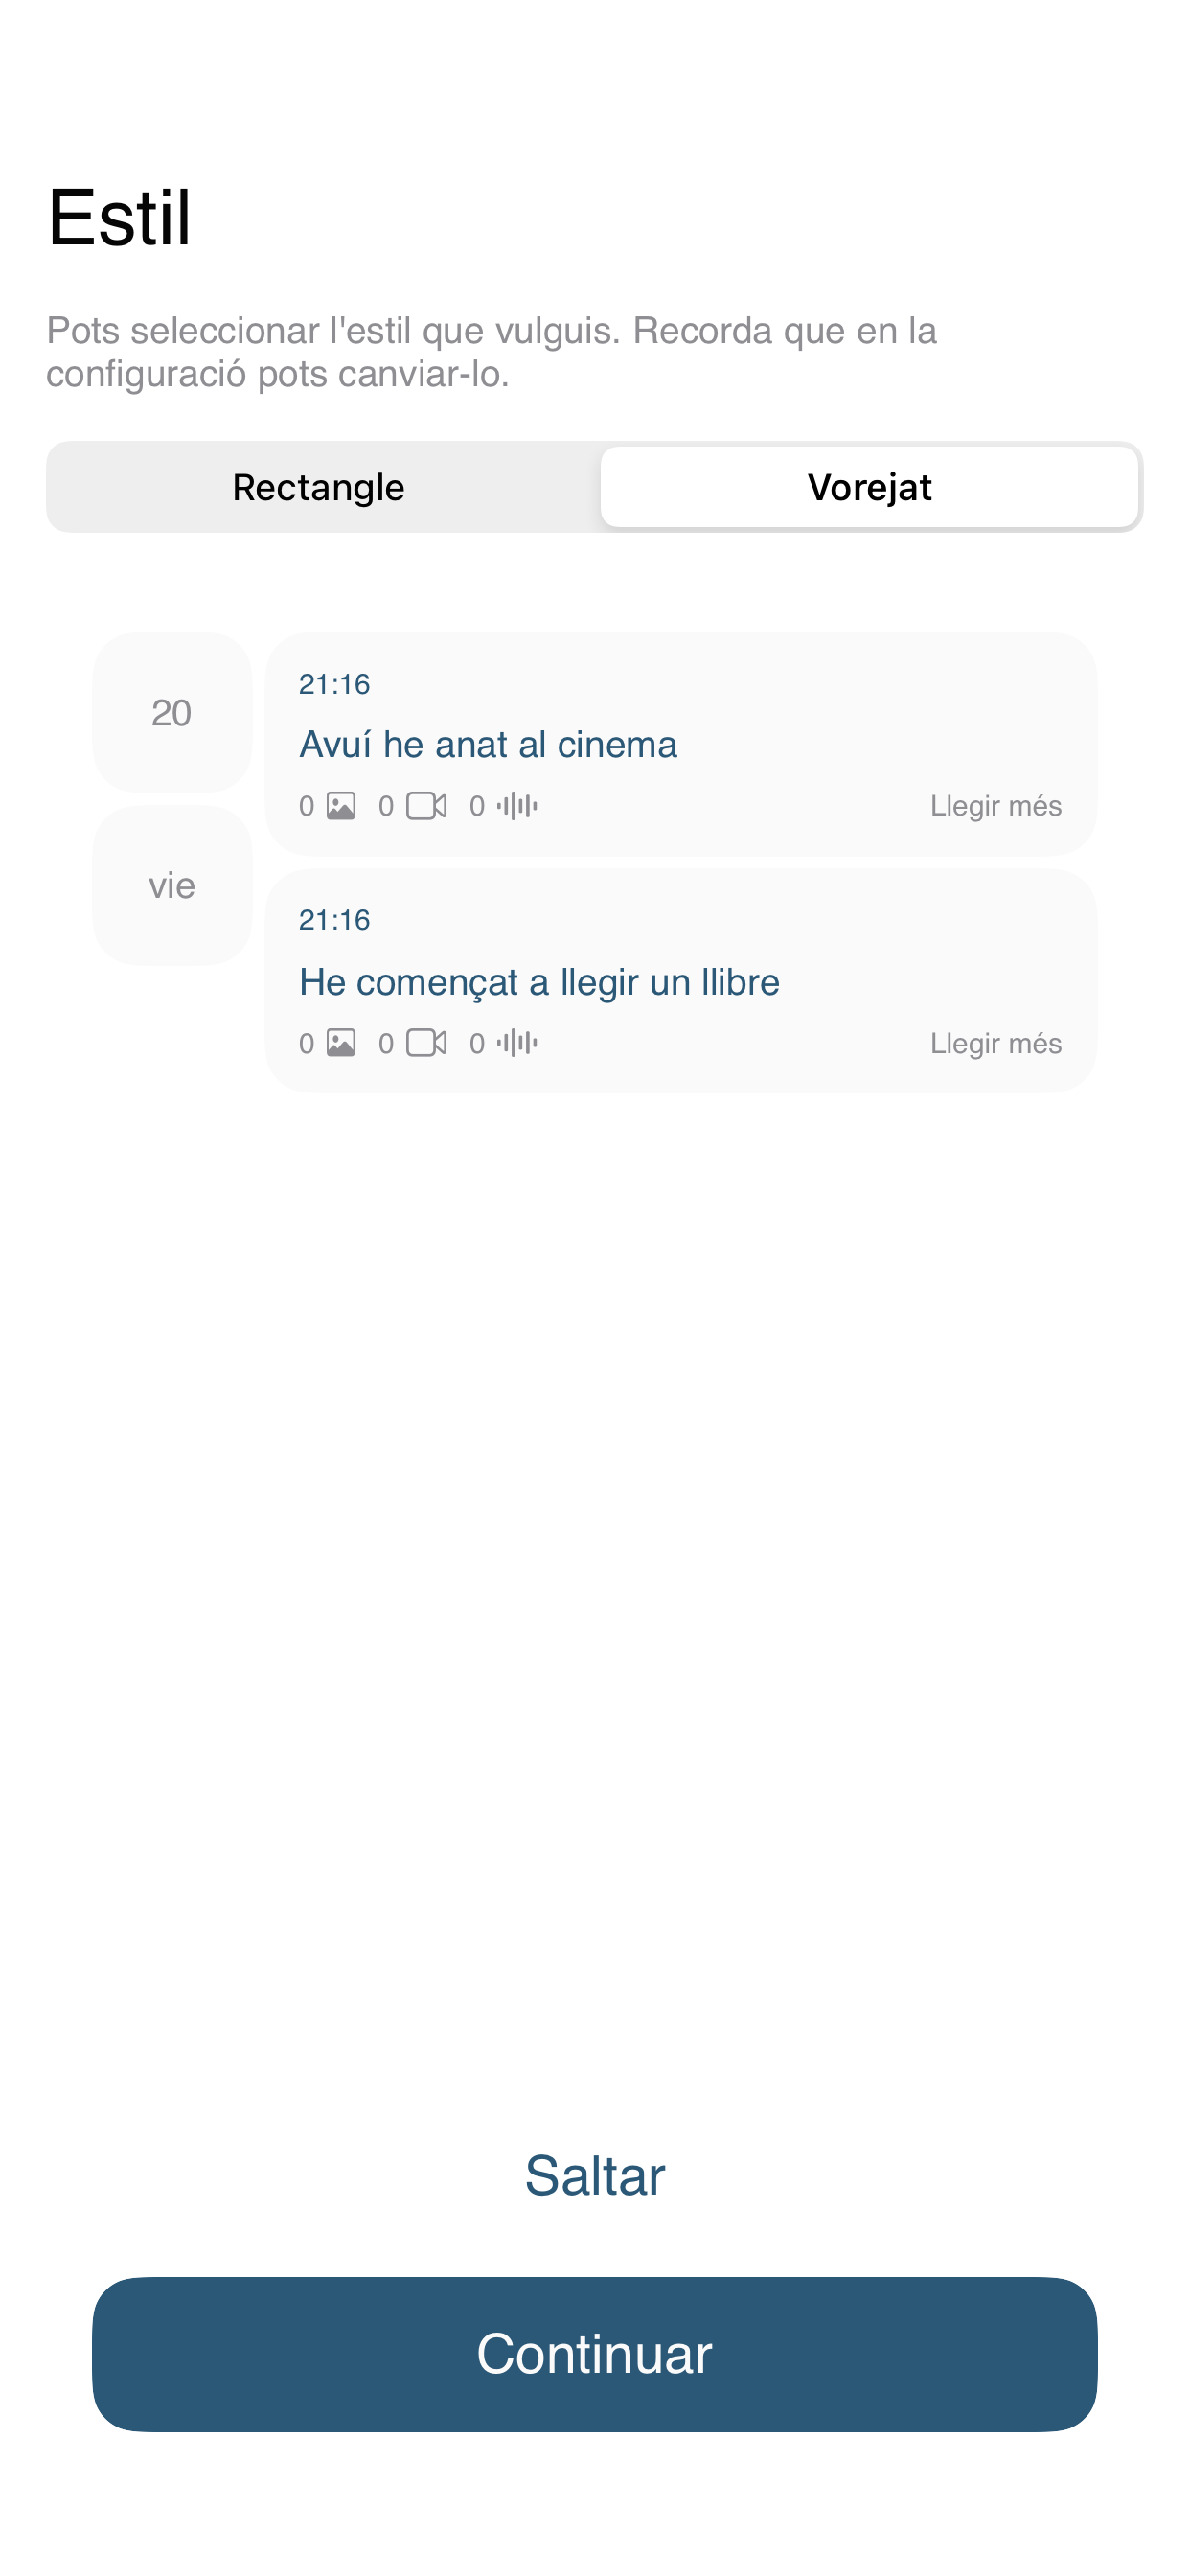 Estil
Pots seleccionar l'estil que vulguis. Recorda que en la
configuració pots canviar-lo.
Rectangle
Vorejat
20
vie
21:16
Avuí he anat al cinema
0 0 0
Llegir més
21:16
He començat a llegir un llibre
0 0 0
Llegir més
Saltar
Continuar